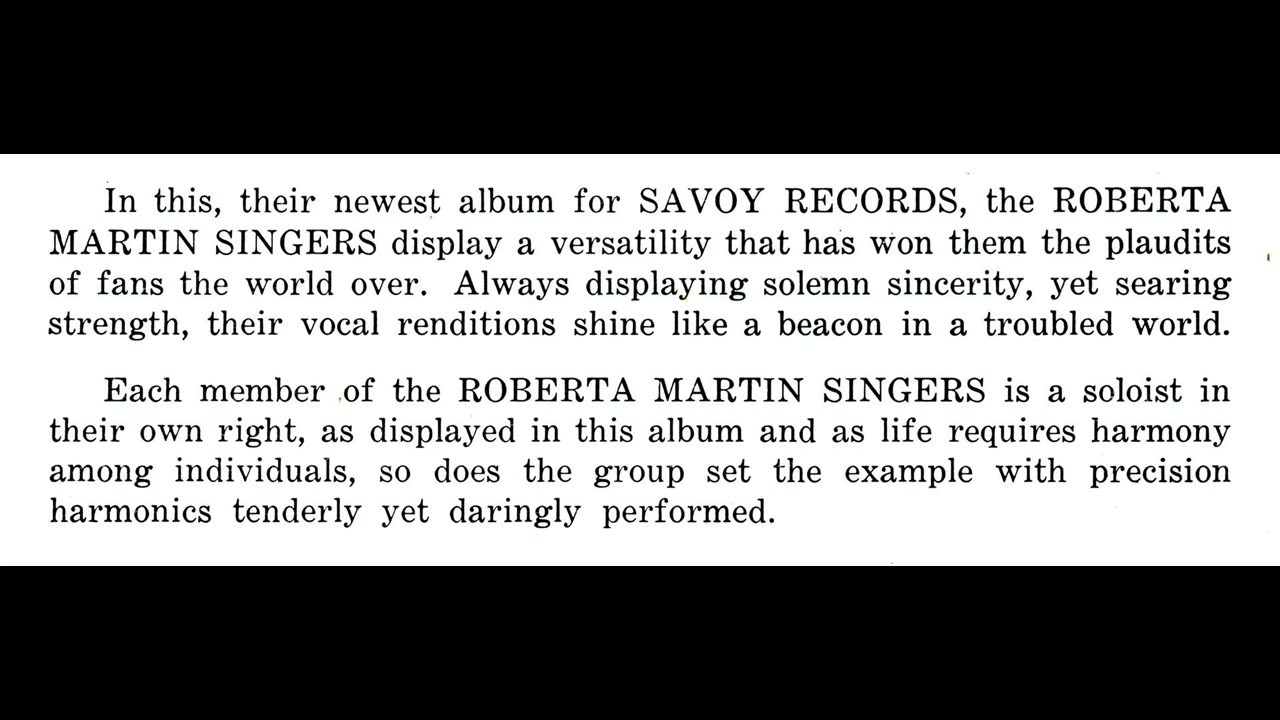 In this, their newest album for SAVOY RECORDS, the ROBERTA
MARTIN SINGERS display a versatility that has won them the plaudits
of fans the world over. Always displaying solemn sincerity, yet searing
strength, their vocal renditions shine like a beacon in a troubled world.
Each member of the ROBERTA MARTIN SINGERS is a soloist in
their own right, as displayed in this album and as life requires harmony
among individuals, so does the group set the example with precision
harmonics tenderly yet daringly performed.